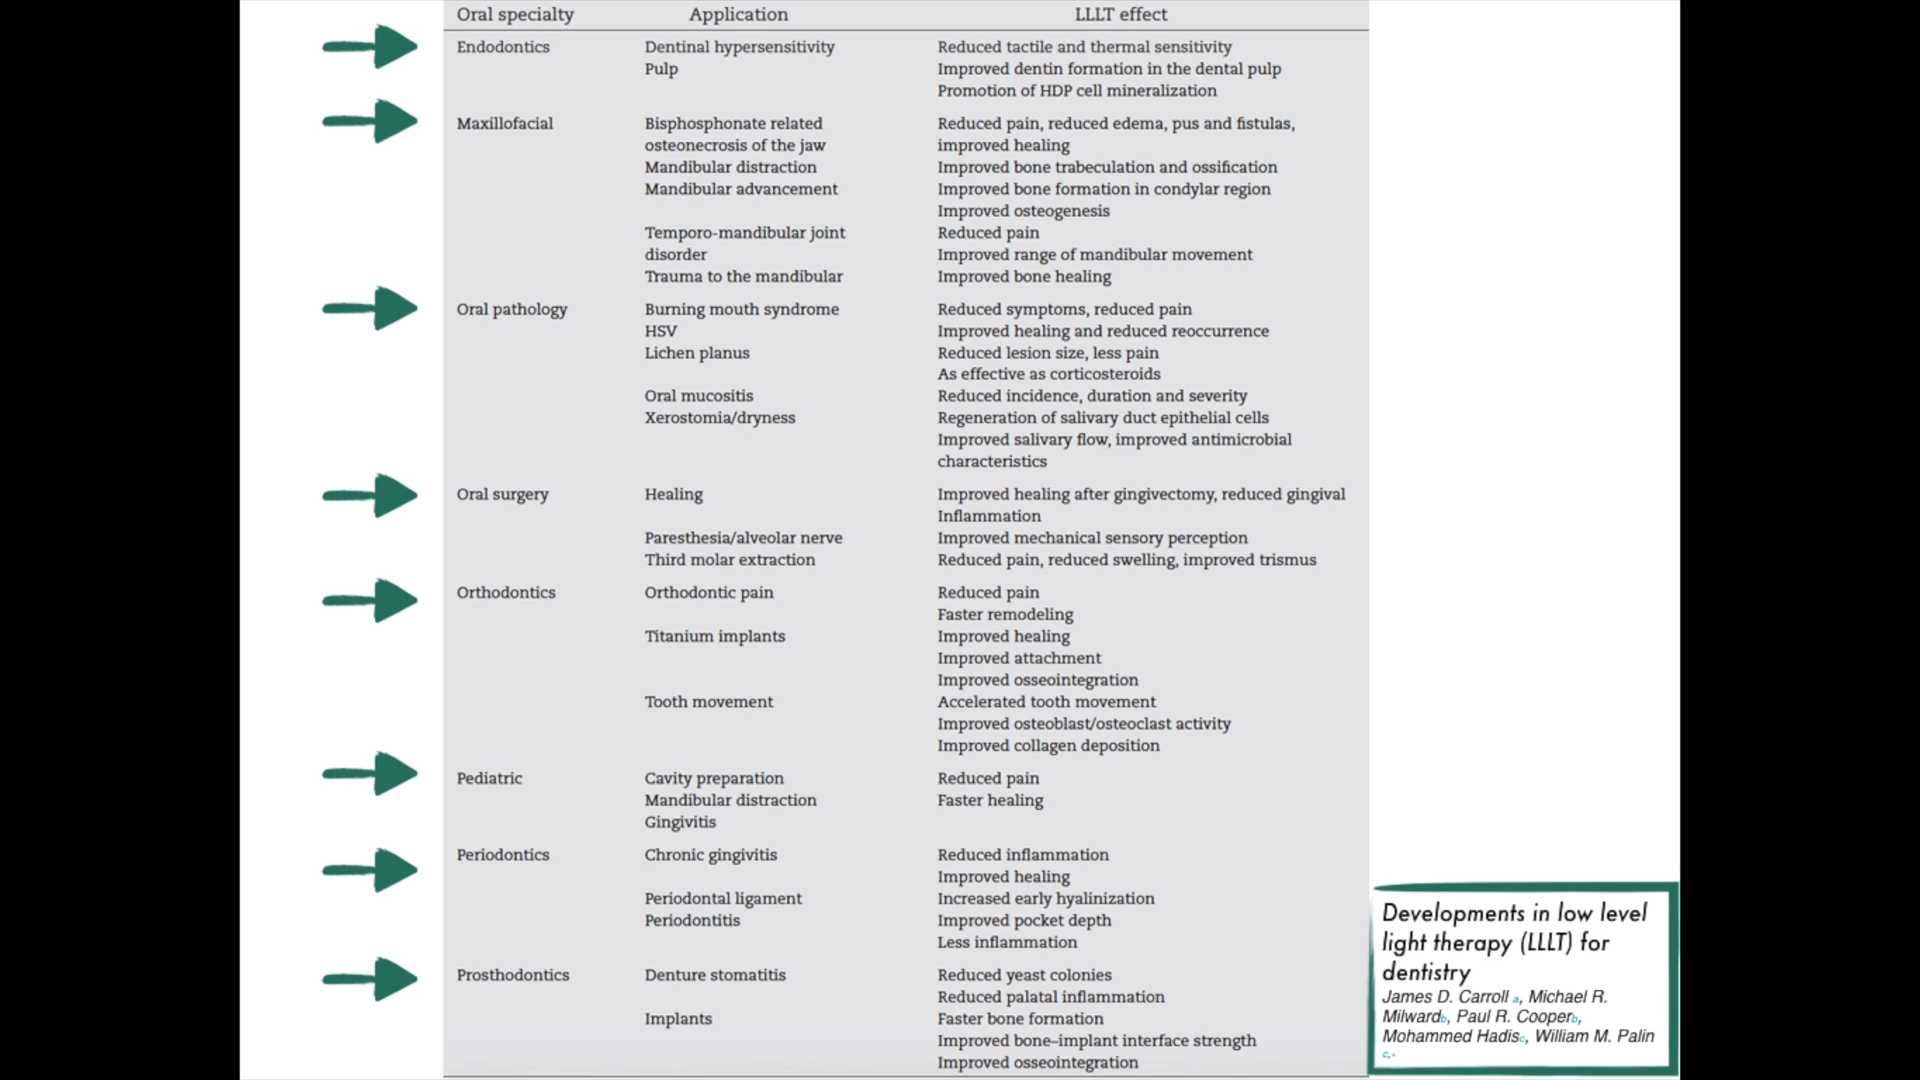 Oral specialty Application LLLT effect
Endodontics Dentinal hypersensitivity Reduced tactile and thermal sensitivity
Pulp Improved dentin formation in the dental pulp
Promotion of HDP cell mineralization
Maxillofacial Bisphosphonate related Reduced pain, reduced edema, pus and fistulas,
osteonecrosis of the jaw improved healing
Mandibular distraction Improved bone trabeculation and ossification
Mandibular advancement Improved bone formation in condylar region
Improved osteogenesis
Temporo-mandibular joint Reduced pain
disorder Improved range of mandibular movement
Trauma to the mandibular Improved bone healing
Oral pathology Burning mouth syndrome Reduced symptoms, reduced pain
HSV Improved healing and reduced reoccurrence
Lichen planus Reduced lesion size, less pain
As effective as corticosteroids
Oral mucositis Reduced incidence, duration and severity
Xerostomia/dryness Regeneration of salivary duct epithelial cells
Improved salivary flow, improved antimicrobial
characteristics
Oral surgery Healing Improved healing after gingivectomy, reduced gingival
Inflammation
Paresthesia/alveolar nerve Improved mechanical sensory perception
Third molar extraction Reduced pain, reduced swelling, improved trismus
Orthodontics Orthodontic pain Reduced pain
Faster remodeling
Titanium implants Improved healing
Improved attachment
Improved osseointegration
Tooth movement Accelerated tooth movement
Improved osteoblast/osteoclast activity
Improved collagen deposition
Pediatric Cavity preparation Reduced pain
Mandibular distraction Faster healing
Gingivitis
Periodontics Chronic gingivitis Reduced inflammation
Improved healing
Periodontal ligament Increased early hyalinization
Periodontitis Improved pocket depth
Less inflammation
Prosthodontics Denture stomatitis Reduced yeast colonies
Reduced palatal inflammation
Implants Faster bone formation
Improved bone–implant interface strength
Improved osseointegration
Developments in low level
light therapy (LLLT) for
dentistry
James D. Carroll a, Michael R.
Milward b, Paul R. Cooper b,
Mohammed Hadis c, William M. Palin
c,*